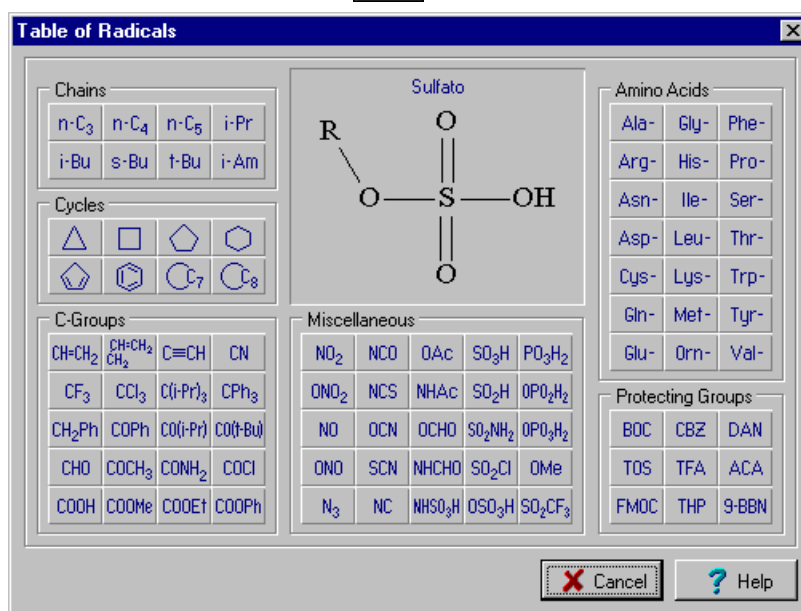 Table of Radicals
Chains
n-C₃ n-C₄ n-C₅ i-Pr
i-Bu s-Bu t-Bu i-Am
Cycles
C₇ C₈
C-Groups
CH=CH₂ CH=CH₂ CH₂ C≡CH CN
CF₃ CCl₃ C(i-Pr)₃ CPh₃
CH₂Ph COPh CO(i-Pr) CO(t-Bu)
CHO COCH₃ CONH₂ COCl
COOH COOMe COOEt COOPh
Sulfato
R
O
O
S
OH
O
Miscellaneous
NO₂ NCO OAc SO₃H PO₃H₂
ONO₂ NCS NHAc SO₂H OPO₂H₂
NO OCN OCHO SO₂NH₂ OPO₃H₂
ONO SCN NHCHO SO₂Cl OMe
N₃ NC NHSO₃H OSO₃H SO₂CF₃
Amino Acids
Ala- Gly- Phe-
Arg- His- Pro-
Asn- Ile- Ser-
Asp- Leu- Thr-
Cys- Lys- Trp-
Gln- Met- Tyr-
Glu- Orn- Val-
Protecting Groups
BOC CBZ DAN
TOS TFA ACA
FMOC THP 9-BBN
Cancel
? Help